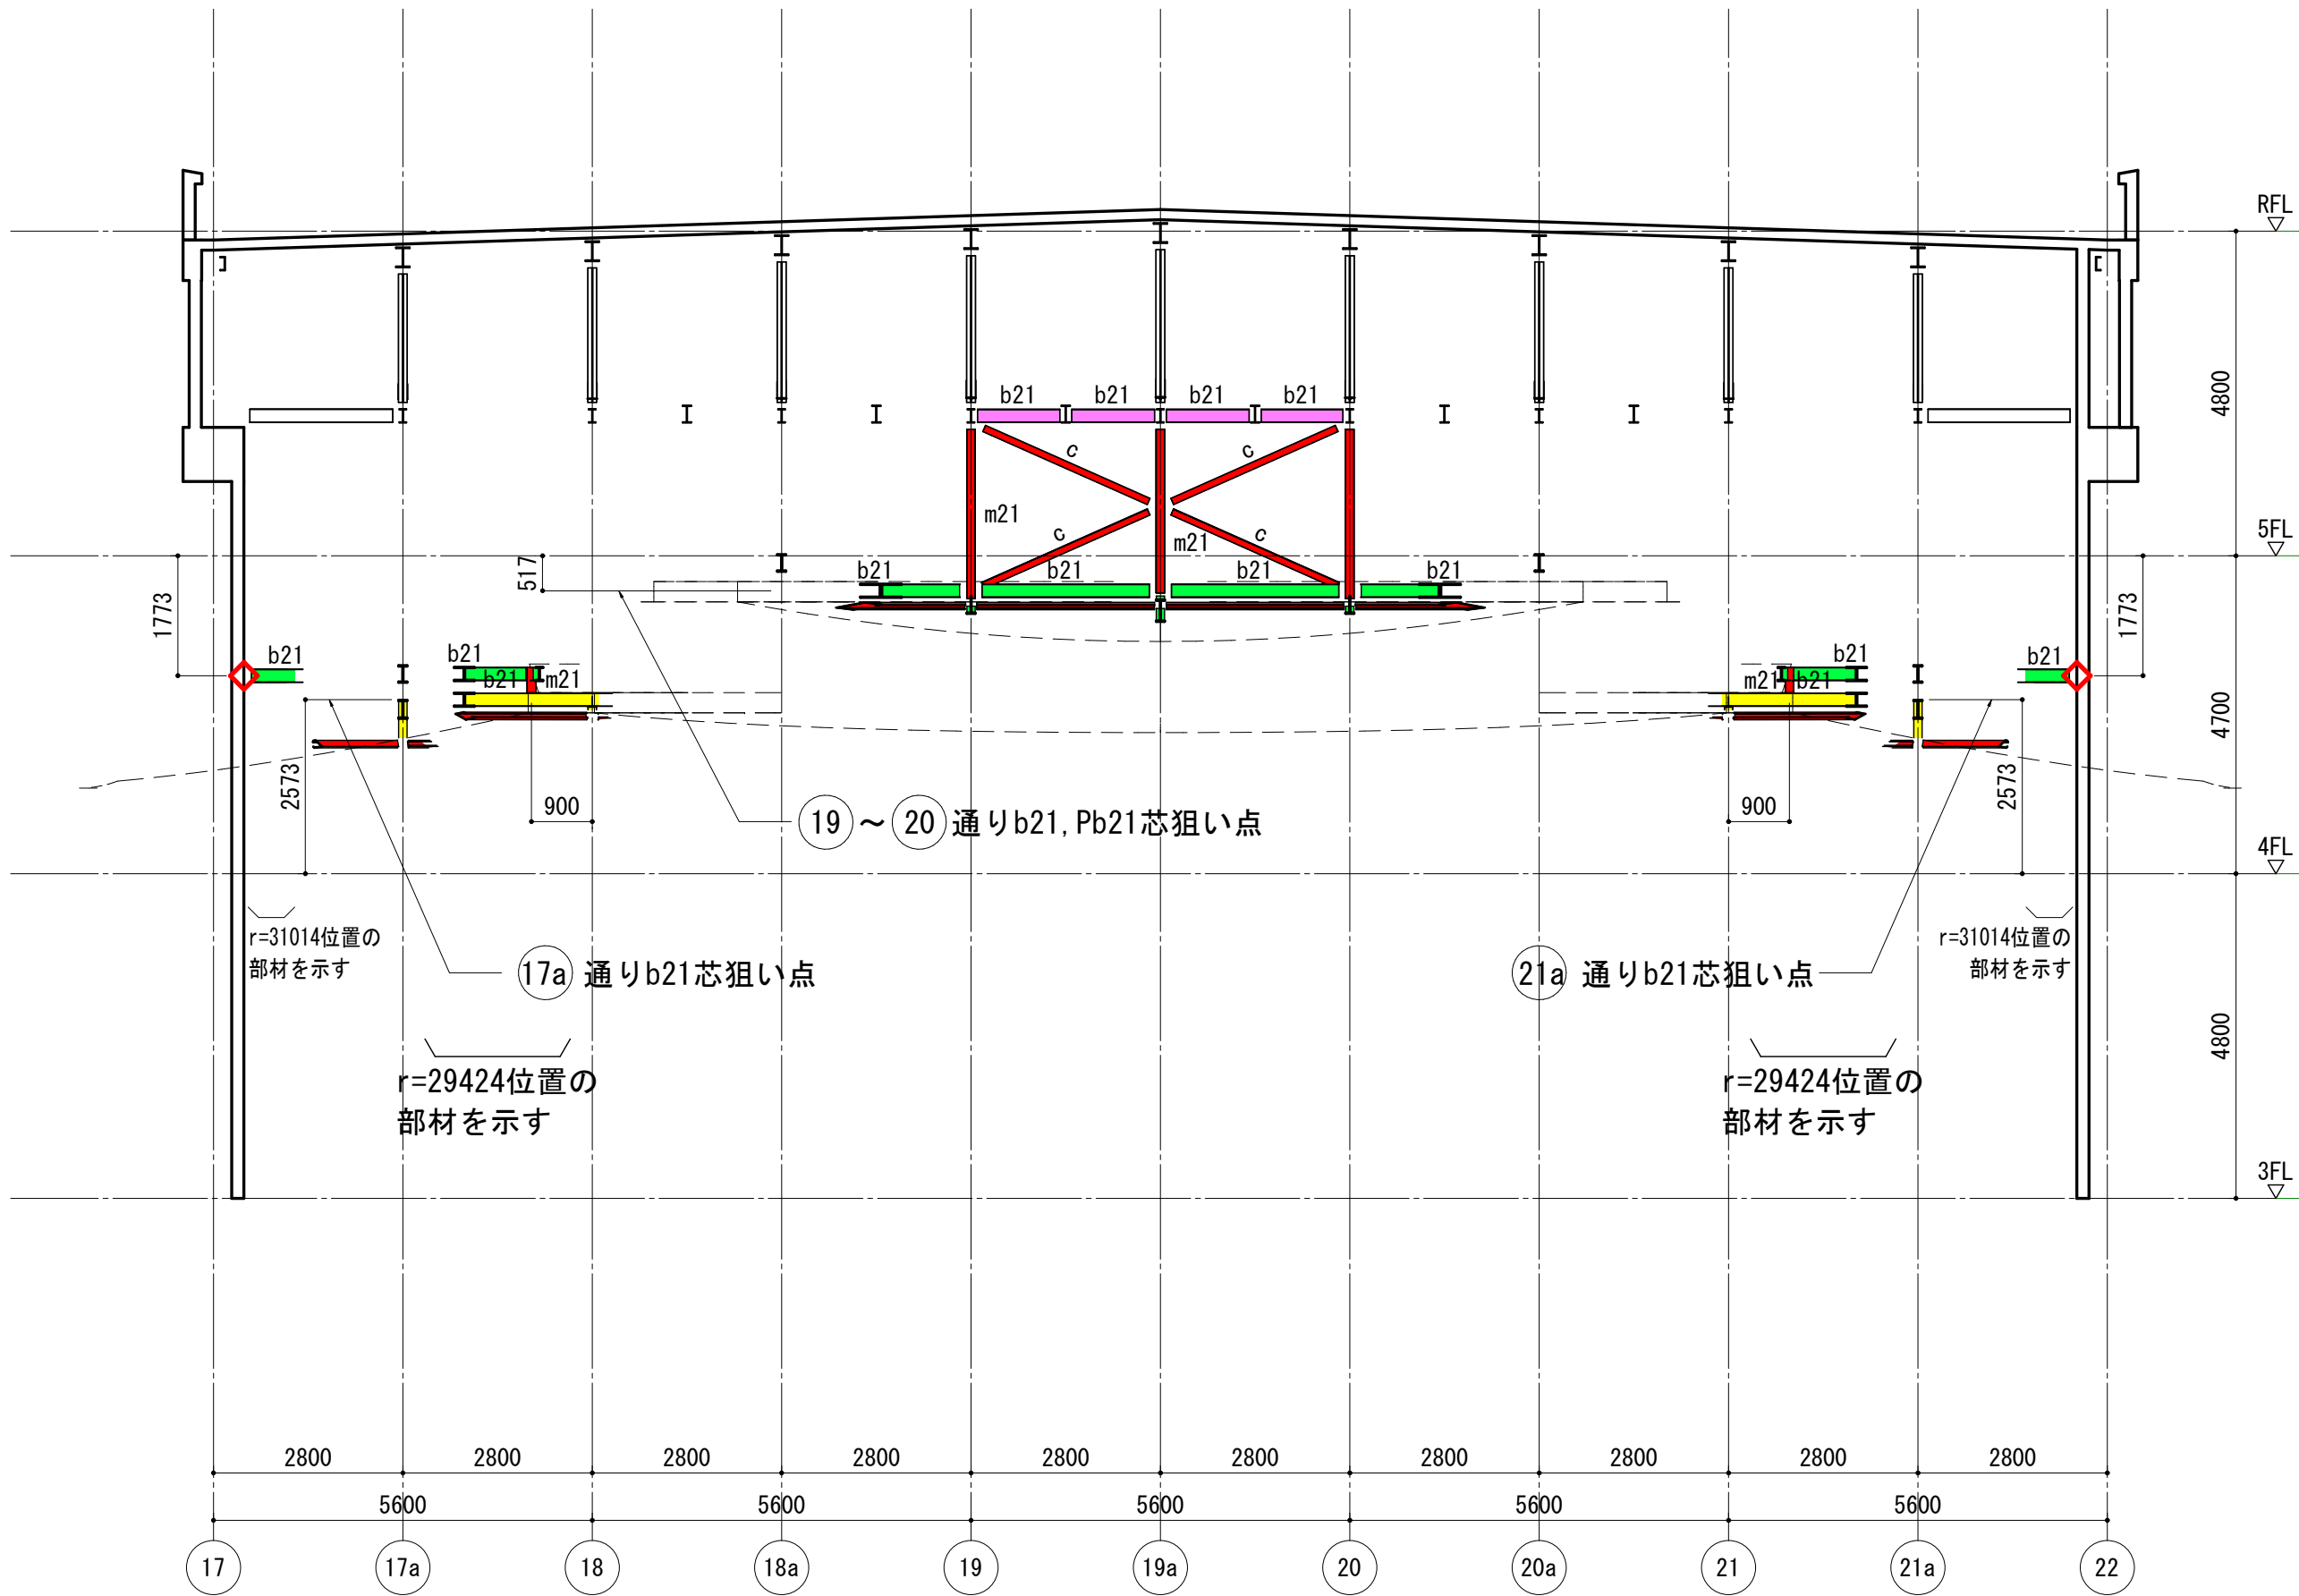 RFL
4800
b21 b21 b21 b21
c c
m21
c m21 c
5FL
517
1773
1773
b21 b21 b21 b21
b21 b21 b21 b21
b21 m21 m21 b21
4700
2573
900
900
2573
19 ～ 20 通りb21,Pb21芯狙い点
4FL
r=31014位置の
部材を示す
r=31014位置の
部材を示す
17a 通りb21芯狙い点
21a 通りb21芯狙い点
4800
r=29424位置の
部材を示す
r=29424位置の
部材を示す
3FL
2800 2800 2800 2800 2800 2800 2800 2800 2800 2800
5600 5600 5600 5600 5600
17 17a 18 18a 19 19a 20 20a 21 21a 22